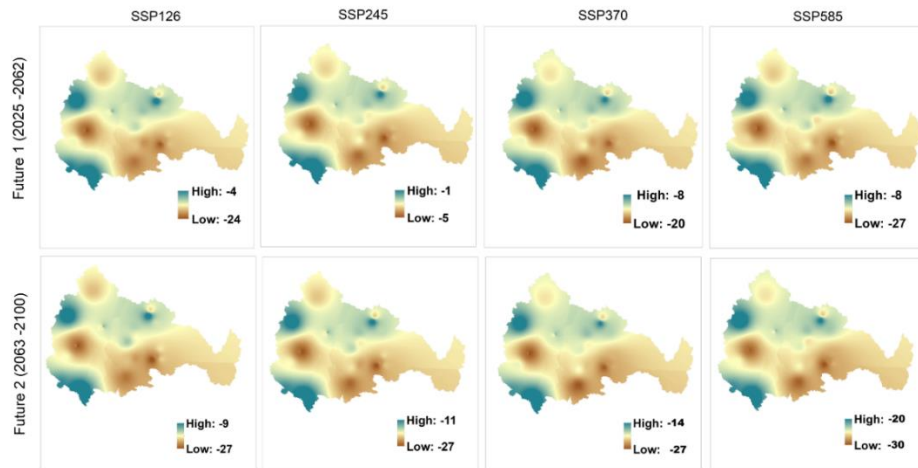 SSP126
SSP245
SSP370
SSP585
Future 1 (2025 -2062)
High: -4
Low: -24
High: -1
Low: -5
High: -8
Low: -20
High: -8
Low: -27
Future 2 (2063 -2100)
High: -9
Low: -27
High: -11
Low: -27
High: -14
Low: -27
High: -20
Low: -30